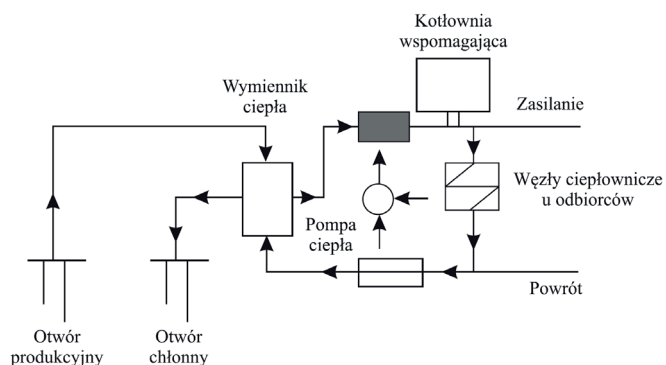 Kotłownia
wspomagająca
Wymiennik
ciepła
Zasilanie
Węzły ciepłownicze
u odbiorców
Pompa
ciepła
Powrót
Otwór
produkcyjny
Otwór
chłonny